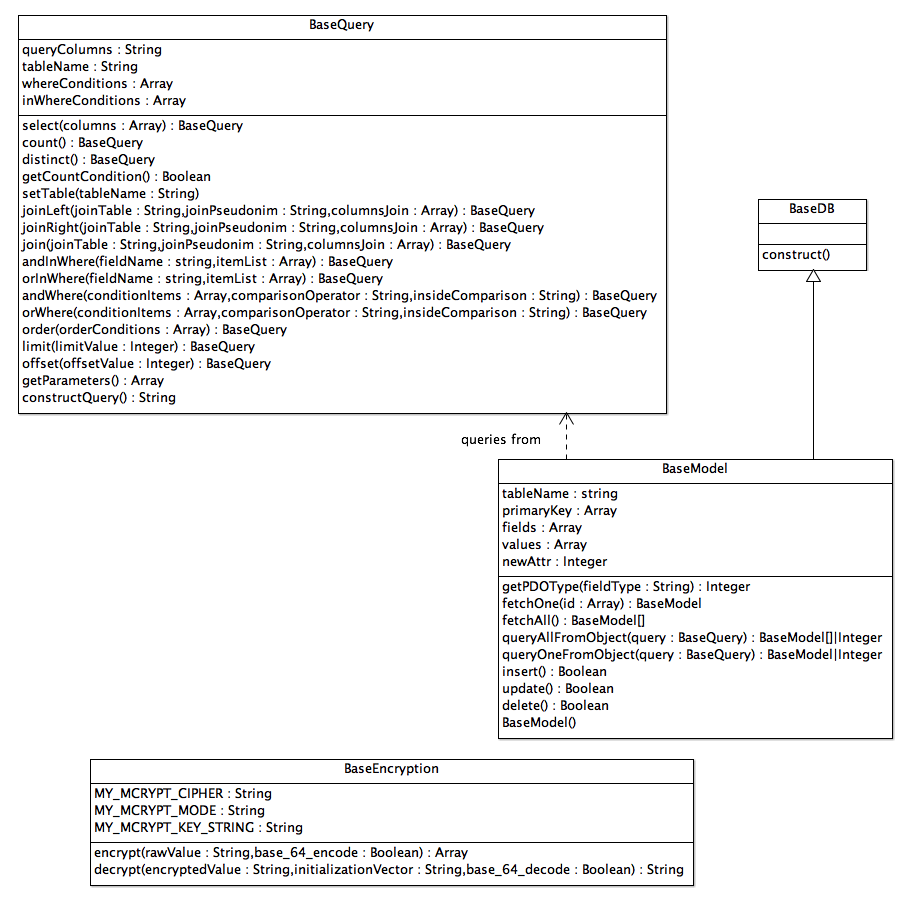 BaseQuery
queryColumns : String
tableName : String
whereConditions : Array
inWhereConditions : Array
select(columns : Array) : BaseQuery
count() : BaseQuery
distinct() : BaseQuery
getCountCondition() : Boolean
setTable(tableName : String)
joinLeft(joinTable : String,joinPseudonim : String,columnsJoin : Array) : BaseQuery
joinRight(joinTable : String,joinPseudonim : String,columnsJoin : Array) : BaseQuery
join(joinTable : String,joinPseudonim : String,columnsJoin : Array) : BaseQuery
andInWhere(fieldName : string,itemList : Array) : BaseQuery
orInWhere(fieldName : string,itemList : Array) : BaseQuery
andWhere(conditionItems : Array,comparisonOperator : String,insideComparison : String) : BaseQuery
orWhere(conditionItems : Array,comparisonOperator : String,insideComparison : String) : BaseQuery
order(orderConditions : Array) : BaseQuery
limit(limitValue : Integer) : BaseQuery
offset(offsetValue : Integer) : BaseQuery
getParameters() : Array
constructQuery() : String
BaseDB
construct()
queries from
BaseModel
tableName : string
primaryKey : Array
fields : Array
values : Array
newAttr : Integer
getPDOType(fieldType : String) : Integer
fetchOne(id : Array) : BaseModel
fetchAll() : BaseModel[]
queryAllFromObject(query : BaseQuery) : BaseModel[]|Integer
queryOneFromObject(query : BaseQuery) : BaseModel|Integer
insert() : Boolean
update() : Boolean
delete() : Boolean
BaseModel()
BaseEncryption
MY_MCRYPT_CIPHER : String
MY_MCRYPT_MODE : String
MY_MCRYPT_KEY_STRING : String
encrypt(rawValue : String,base_64_encode : Boolean) : Array
decrypt(encryptedValue : String,initializationVector : String,base_64_decode : Boolean) : String